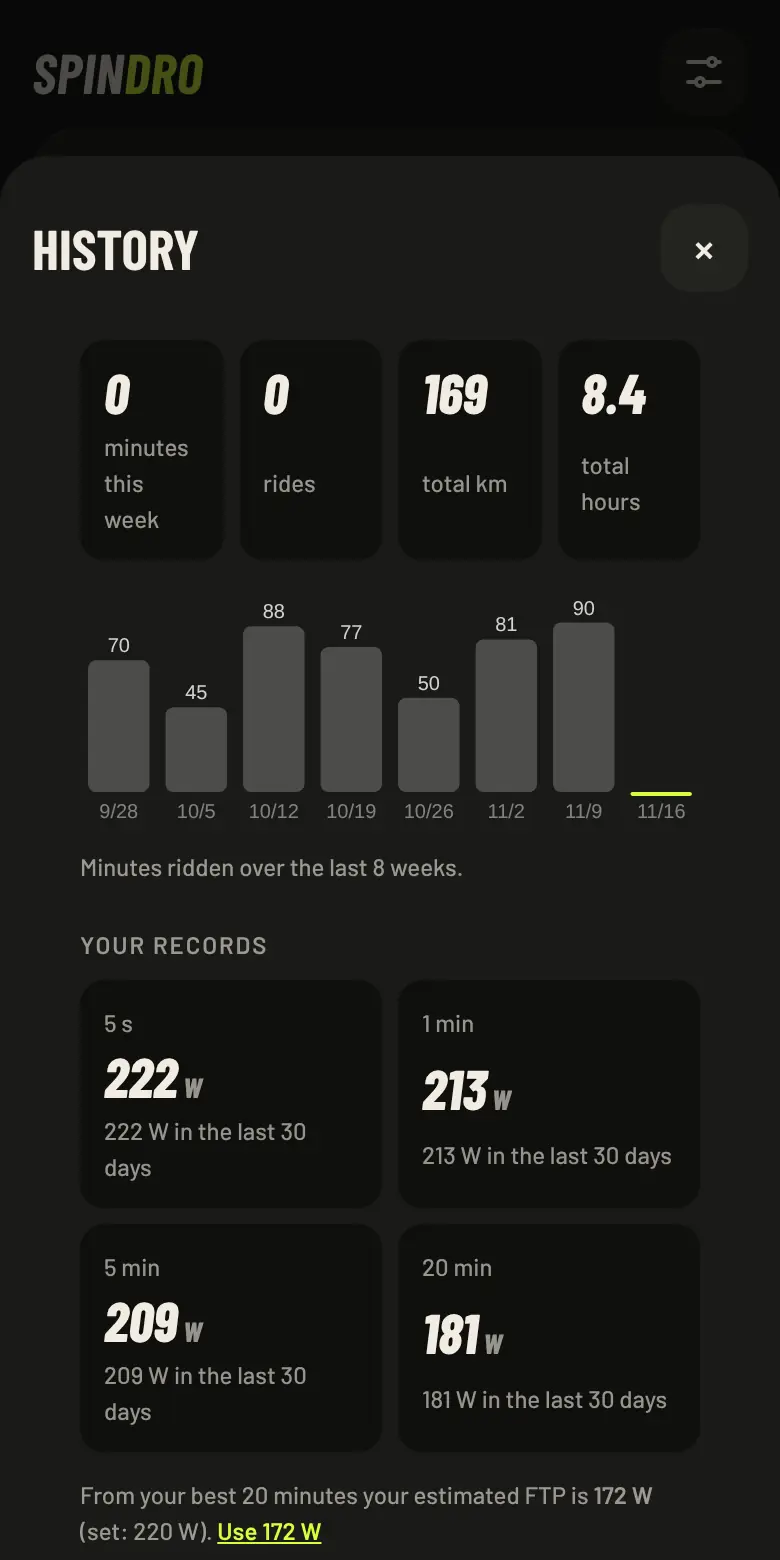 SPINDRO
HISTORY
×
0
minutes
this
week
0
rides
169
total km
8.4
total
hours
70
45
88
77
50
81
90
9/28
10/5
10/12
10/19
10/26
11/2
11/9
11/16
Minutes ridden over the last 8 weeks.
YOUR RECORDS
5 s
222 W
222 W in the last 30
days
1 min
213 W
213 W in the last 30 days
5 min
209 W
209 W in the last 30
days
20 min
181 W
181 W in the last 30 days
From your best 20 minutes your estimated FTP is 172 W
(set: 220 W). Use 172 W